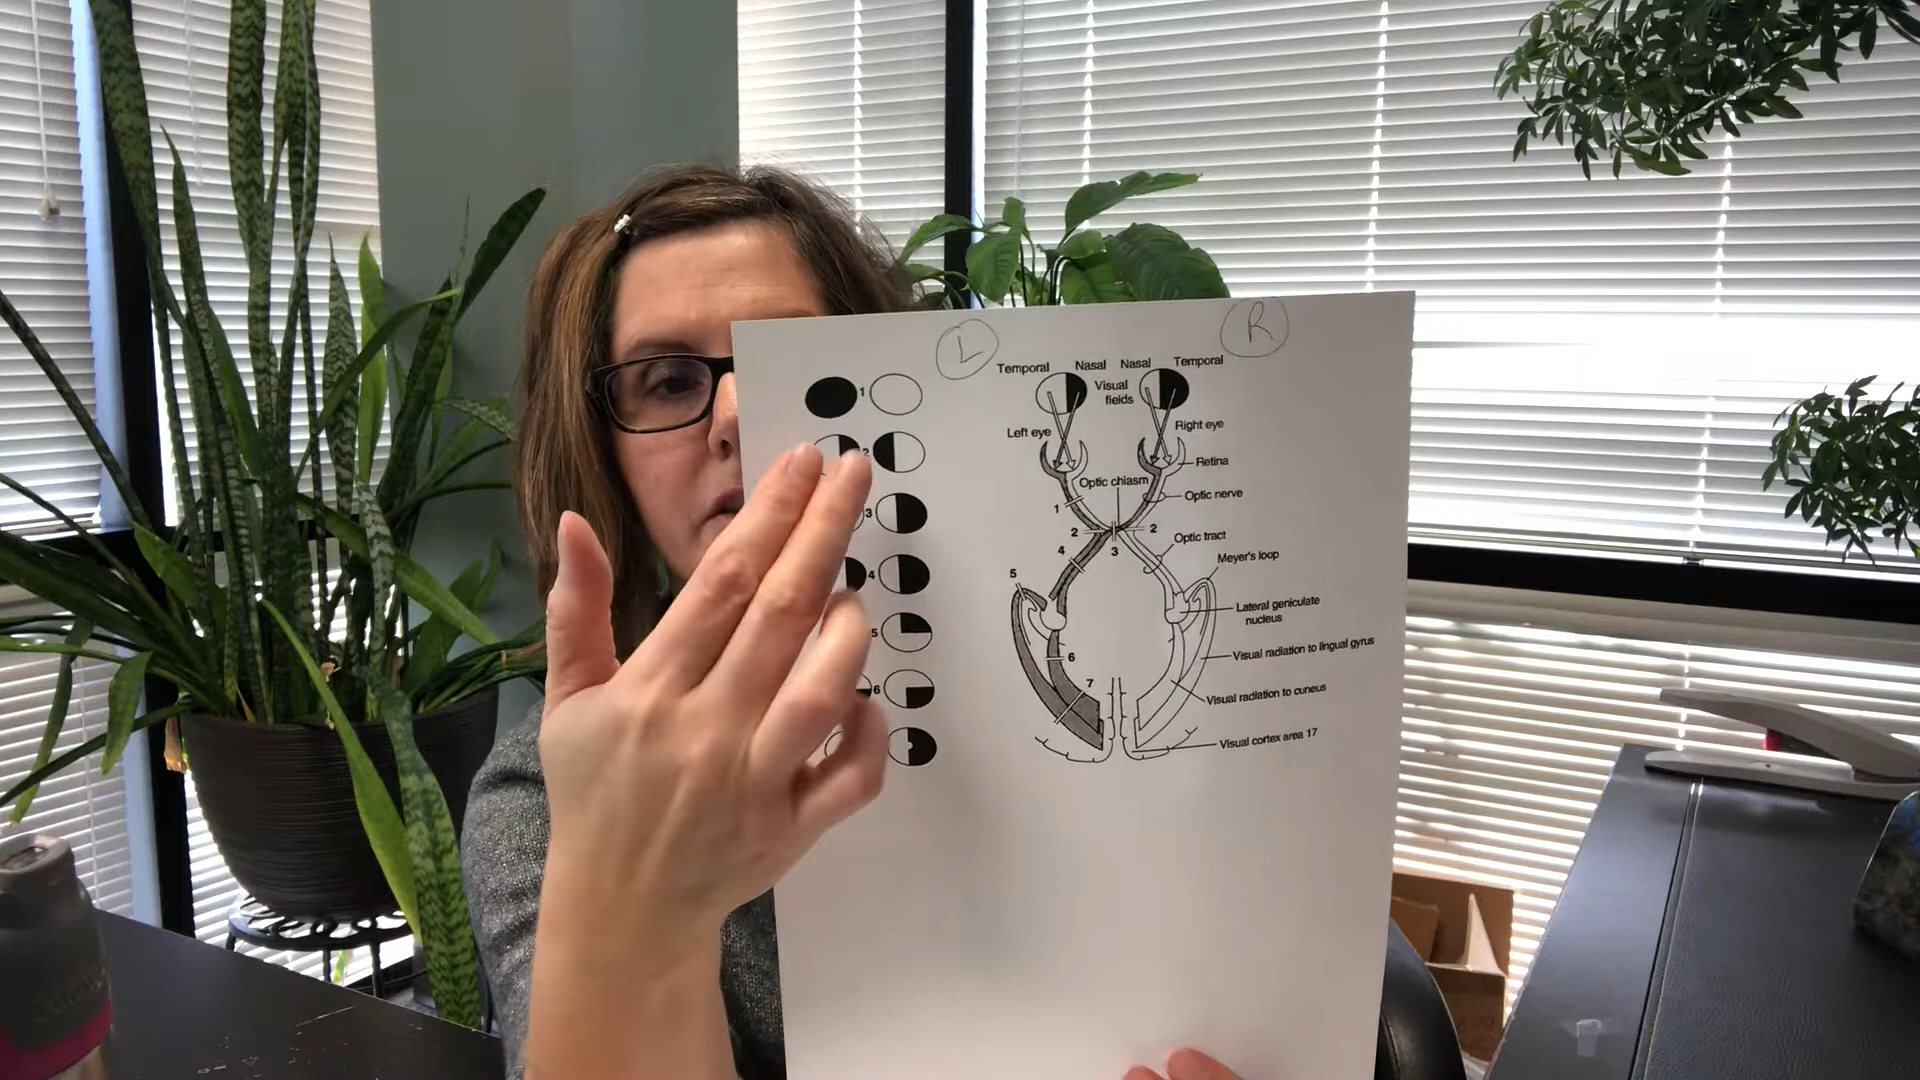 L
R
Temporal Nasal Nasal Temporal
Visual
fields
Left eye
Right eye
Retina
Optic chiasm
Optic nerve
Optic tract
Meyer's loop
Lateral geniculate
nucleus
Visual radiation to lingual gyrus
Visual radiation to cuneus
Visual cortex area 17
1
2
3
4
5
6
1
2
2
3
4
5
6
7